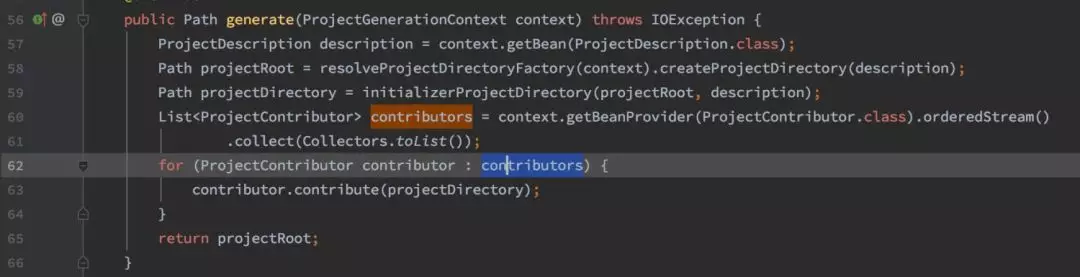 56 @ public Path generate(ProjectGenerationContext context) throws IOException {
57 ProjectDescription description = context.getBean(ProjectDescription.class);
58 Path projectRoot = resolveProjectDirectoryFactory(context).createProjectDirectory(description);
59 Path projectDirectory = initializerProjectDirectory(projectRoot, description);
60 List<ProjectContributor> contributors = context.getBeanProvider(ProjectContributor.class).orderedStream()
61 .collect(Collectors.toList());
62 for (ProjectContributor contributor : contributors) {
63 contributor.contribute(projectDirectory);
64 }
65 return projectRoot;
66 }